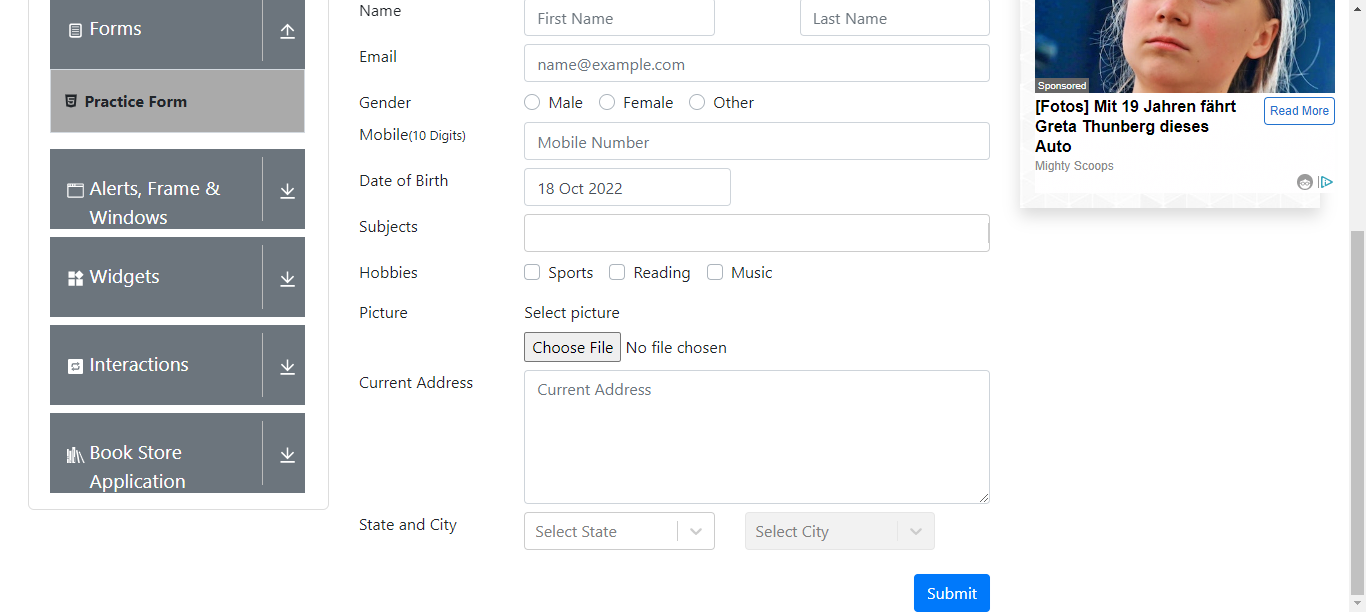 Forms
Practice Form
Alerts, Frame &
Windows
Widgets
Interactions
Book Store
Application
Name
First Name
Last Name
Email
name@example.com
Gender
Male
Female
Other
Mobile(10 Digits)
Mobile Number
Date of Birth
18 Oct 2022
Subjects
Hobbies
Sports
Reading
Music
Picture
Select picture
Choose File No file chosen
Current Address
Current Address
State and City
Select State
Select City
Submit
Sponsored
[Fotos] Mit 19 Jahren fährt
Greta Thunberg dieses
Auto
Read More
Mighty Scoops